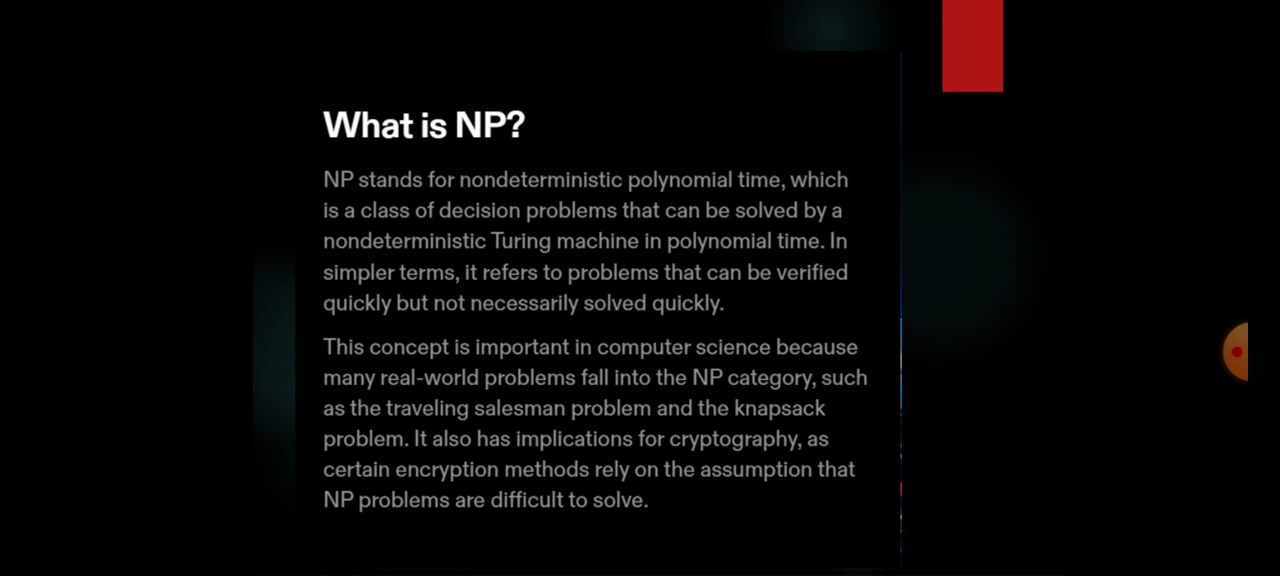 What is NP?
NP stands for nondeterministic polynomial time, which
is a class of decision problems that can be solved by a
nondeterministic Turing machine in polynomial time. In
simpler terms, it refers to problems that can be verified
quickly but not necessarily solved quickly.
This concept is important in computer science because
many real-world problems fall into the NP category, such
as the traveling salesman problem and the knapsack
problem. It also has implications for cryptography, as
certain encryption methods rely on the assumption that
NP problems are difficult to solve.